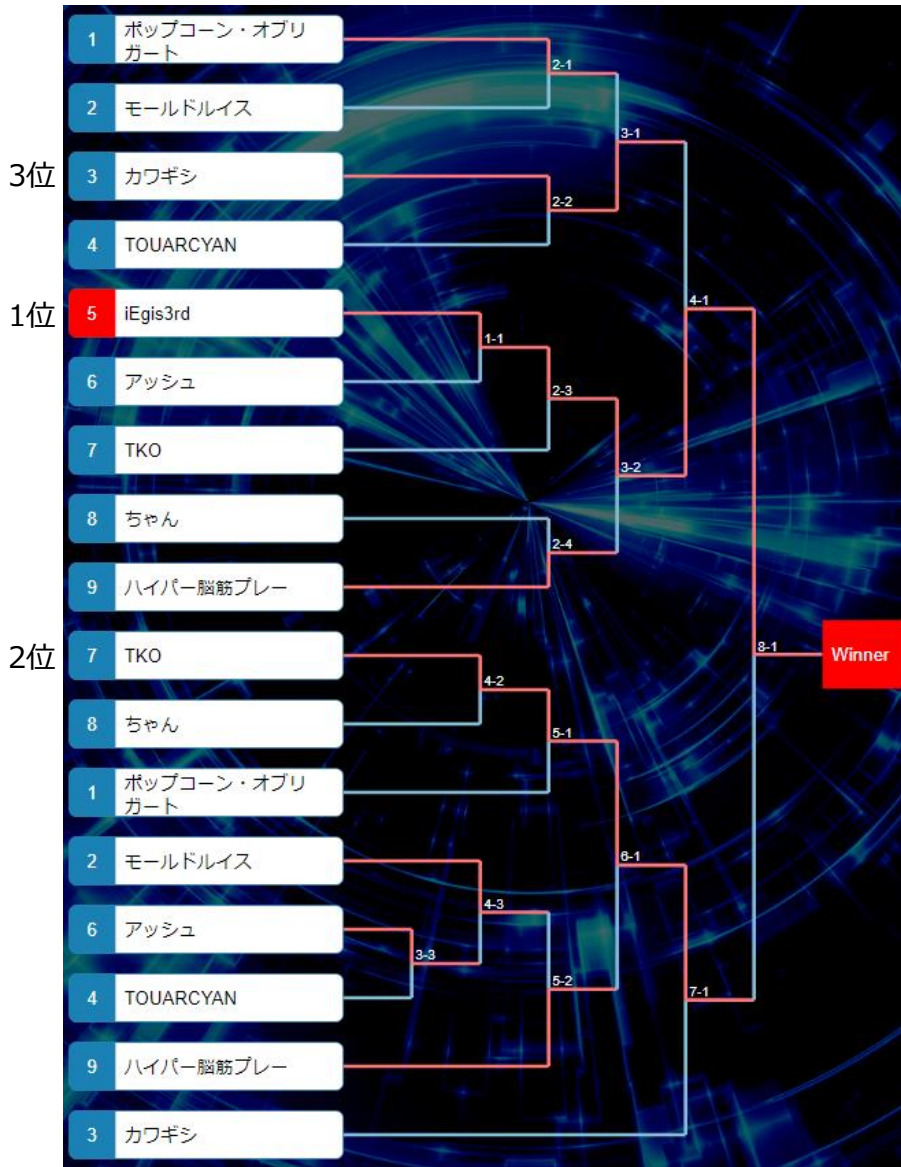 1 ポップコーン・オブリ
ガート
2-1
2 モールドルイス
3-1
3位 3 カワギシ
2-2
4 TOUARCYAN
4-1
1位 5 iEgis3rd
1-1
6 アッシュ
2-3
7 TKO
3-2
8 ちゃん
2-4
9 ハイパー脳筋プレー
2位 7 TKO
8-1 Winner
4-2
8 ちゃん
5-1
1 ポップコーン・オブリ
ガート
2 モールドルイス
6-1
4-3
6 アッシュ
3-3
5-2
4 TOUARCYAN
7-1
9 ハイパー脳筋プレー
3 カワギシ